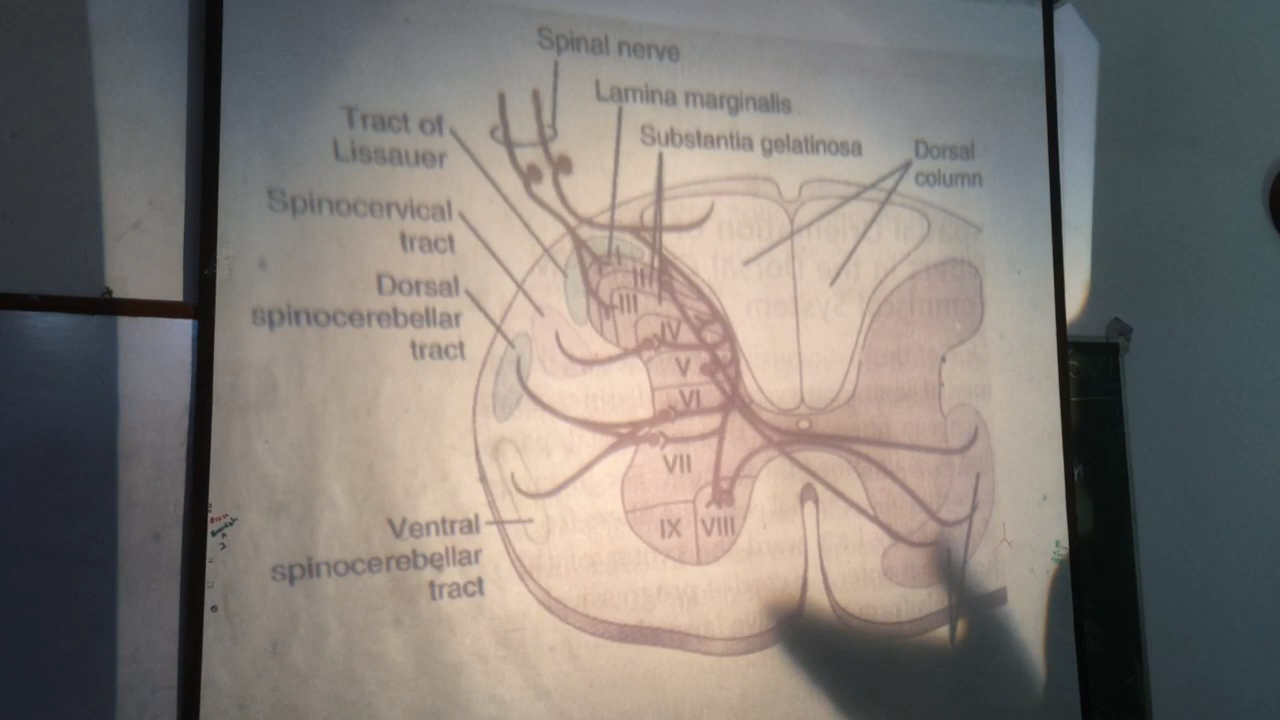 Spinal nerve
Lamina marginalis
Tract of
Lissauer
Substantia gelatinosa
Dorsal
column
Spinocervical
tract
Dorsal
spinocerebellar
tract
I
II
III
IV
V
VI
VII
IX VIII
Ventral
spinocerebellar
tract